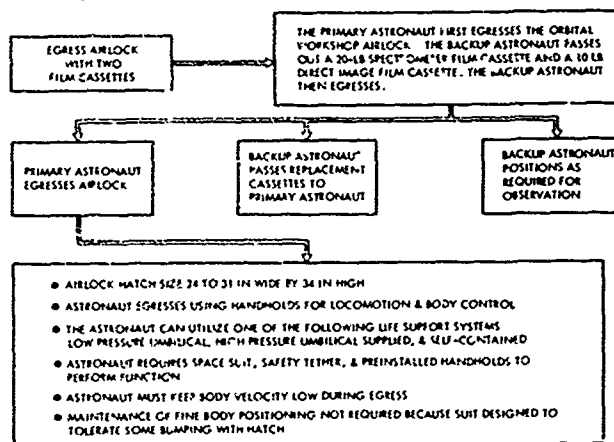 EGRESS AIRLOCK
WITH TWO
FILM CASSETTES
THE PRIMARY ASTRONAUT FIRST EGRESSES THE ORBITAL
WORKSHOP AIRLOCK. THE BACKUP ASTRONAUT PASSES
OUT A 20-LB SPECTROMETER FILM CASSETTE AND A 10 LB
DIRECT IMAGE FILM CASSETTE. THE BACKUP ASTRONAUT
THEN EGRESSES.
PRIMARY ASTRONAUT
EGRESSES AIRLOCK
BACKUP ASTRONAUT
PASSES REPLACEMENT
CASSETTES TO
PRIMARY ASTRONAUT
BACKUP ASTRONAUT
POSITIONS AS
REQUIRED FOR
OBSERVATION
• AIRLOCK HATCH SIZE 24 TO 31 IN WIDE BY 34 IN HIGH
• ASTRONAUT EGRESSES USING HANDHOLDS FOR LOCOMOTION & BODY CONTROL
• THE ASTRONAUT CAN UTILIZE ONE OF THE FOLLOWING LIFE SUPPORT SYSTEMS
LOW PRESSURE UMBILICAL, HIGH PRESSURE UMBILICAL SUPPLIED, & SELF-CONTAINED
• ASTRONAUT REQUIRES SPACE SUIT, SAFETY TETHER, & PREINSTALLED HANDHOLDS TO
PERFORM FUNCTION
• ASTRONAUT MUST KEEP BODY VELOCITY LOW DURING EGRESS
• MAINTENANCE OF FINE BODY POSITIONING NOT REQUIRED BECAUSE SUIT DESIGNED TO
TOLERATE SOME BUMPING WITH HATCH